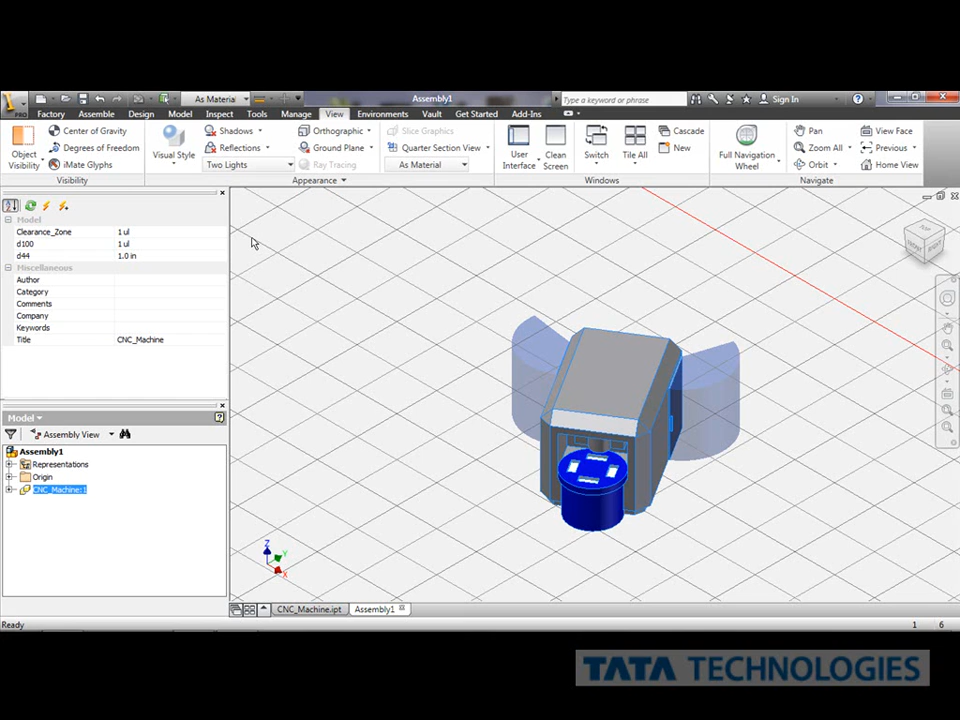 As Material
Assembly1
Type a keyword or phrase
Sign In
PRO
Factory
Assemble
Design
Model
Inspect
Tools
Manage
View
Environments
Vault
Get Started
Add-Ins
Object
Visibility
Center of Gravity
Degrees of Freedom
iMate Glyphs
Visibility
Visual Style
Shadows
Reflections
Two Lights
Orthographic
Ground Plane
Ray Tracing
Slice Graphics
Quarter Section View
As Material
Appearance
User
Interface
Clean
Screen
Switch
Tile All
Cascade
New
Windows
Full Navigation
Wheel
Pan
Zoom All
Orbit
View Face
Previous
Home View
Navigate
Model
Clearance_Zone 1 ul
d100 1 ul
d44 1.0 in
Miscellaneous
Author
Category
Comments
Company
Keywords
Title CNC_Machine
Model
Assembly View
Assembly1
Representations
Origin
CNC_Machine:1
TOP
FRONT
RIGHT
Z
Y
X
CNC_Machine.ipt
Assembly1
Ready
1 6
TATA TECHNOLOGIES